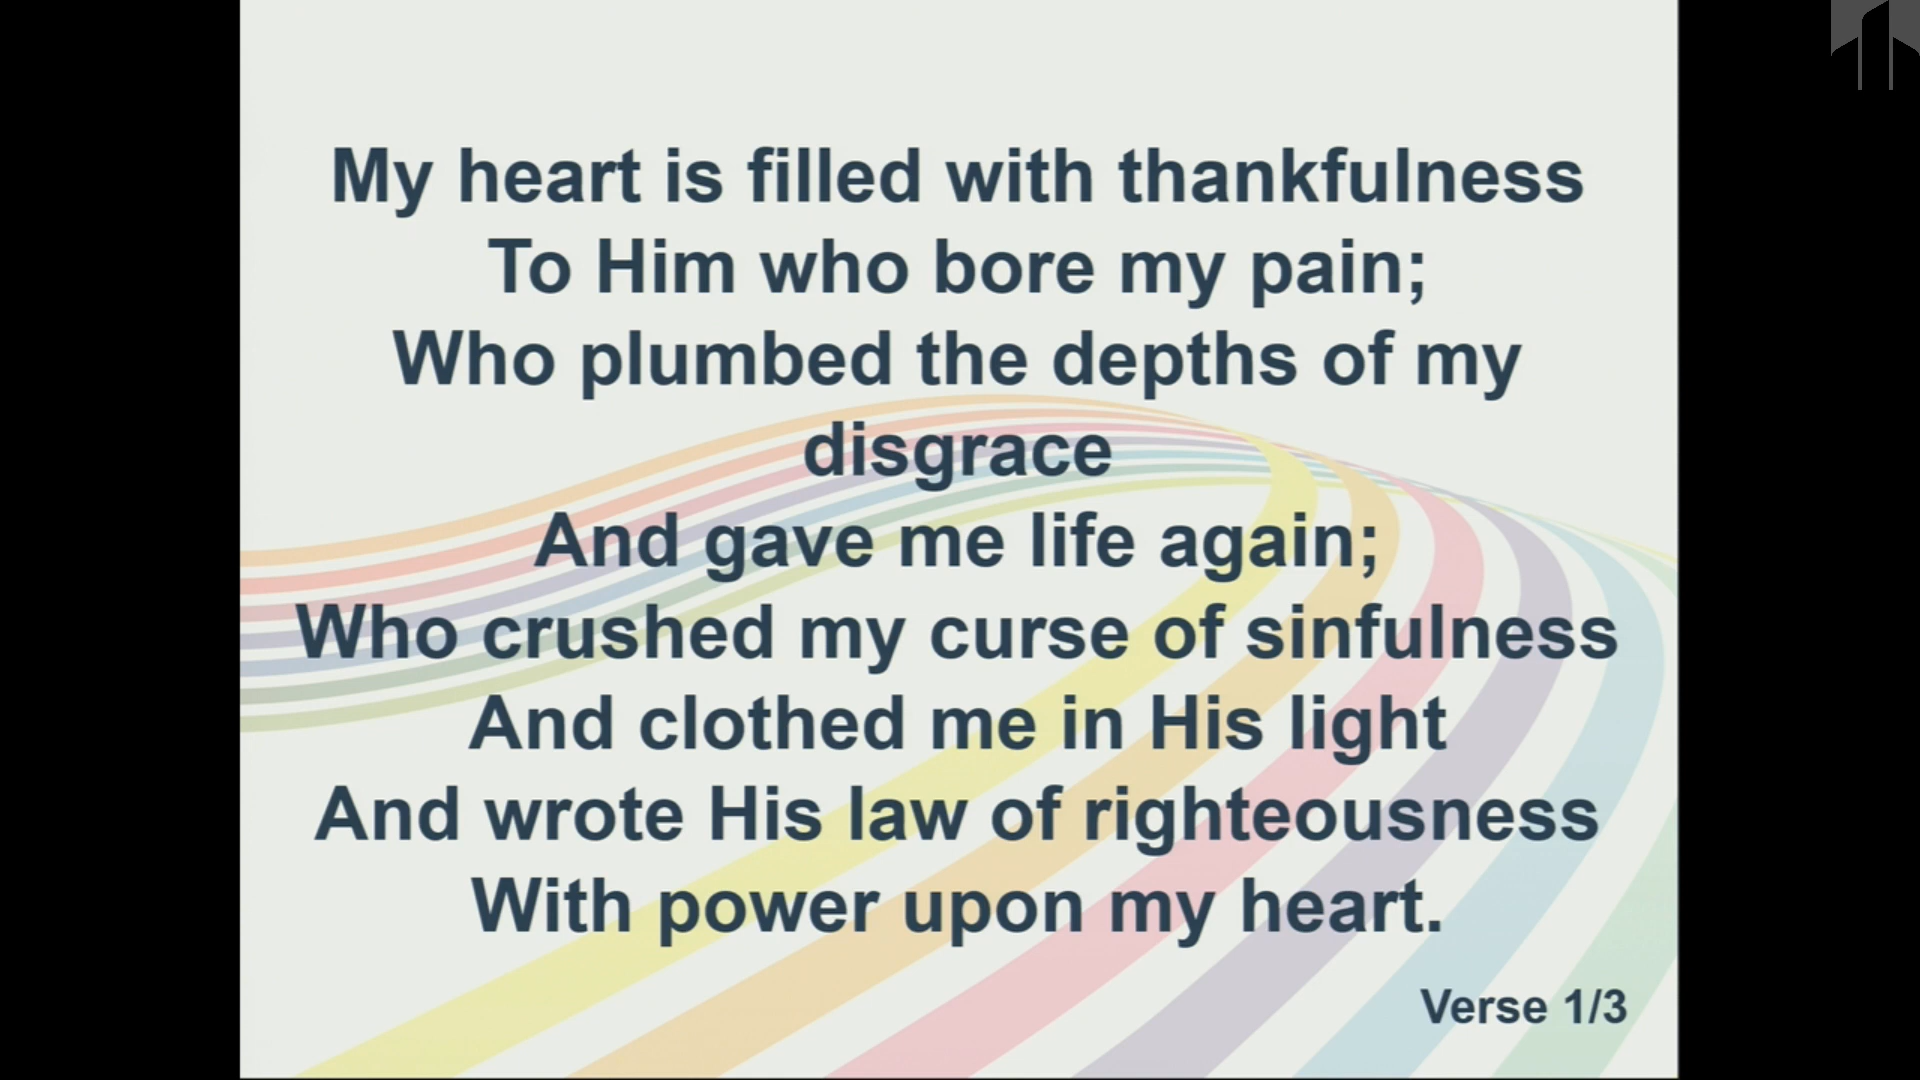 My heart is filled with thankfulness
To Him who bore my pain;
Who plumbed the depths of my
disgrace
And gave me life again;
Who crushed my curse of sinfulness
And clothed me in His light
And wrote His law of righteousness
With power upon my heart.
Verse 1/3